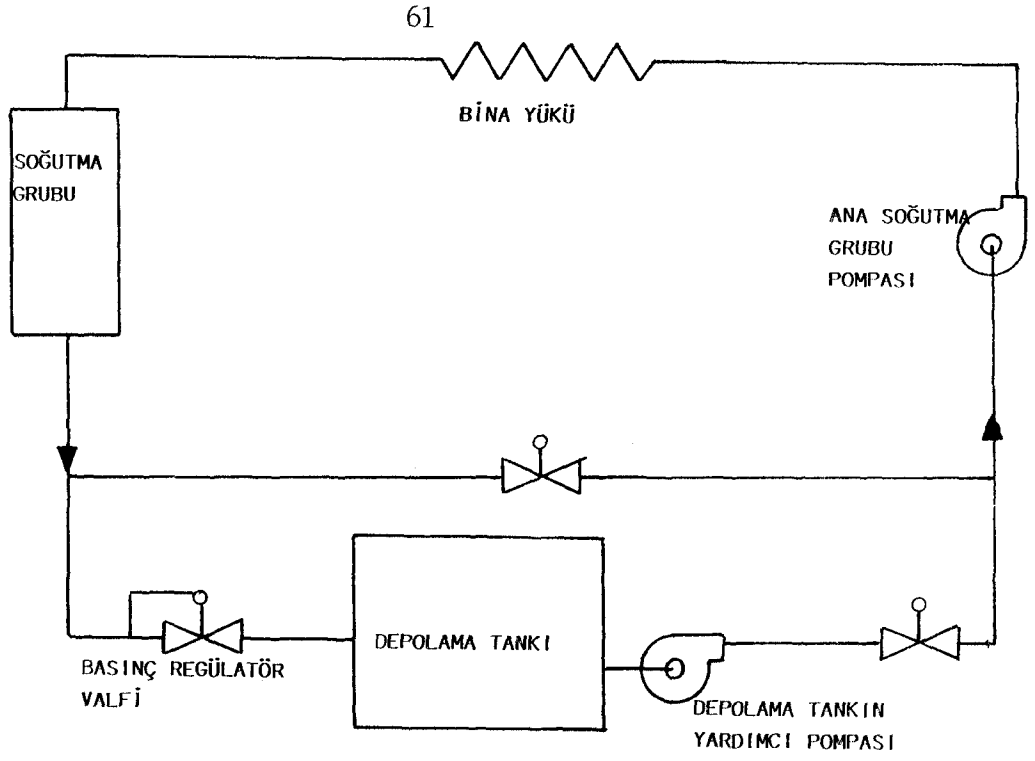 61
BİNA YÜKÜ
SOĞUTMA
GRUBU
ANA SOĞUTMA
GRUBU
POMPASI
DEPOLAMA TANKI
BASINÇ REGÜLATÖR
VALFİ
DEPOLAMA TANKIN
YARDIMCI POMPASI